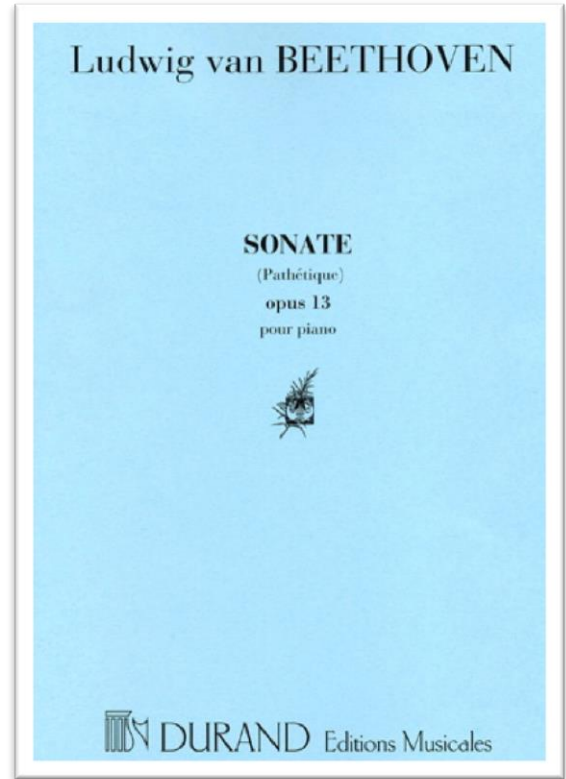 Ludwig van BEETHOVEN
SONATE
(Pathétique)
opus 13
pour piano
DURAND Editions Musicales